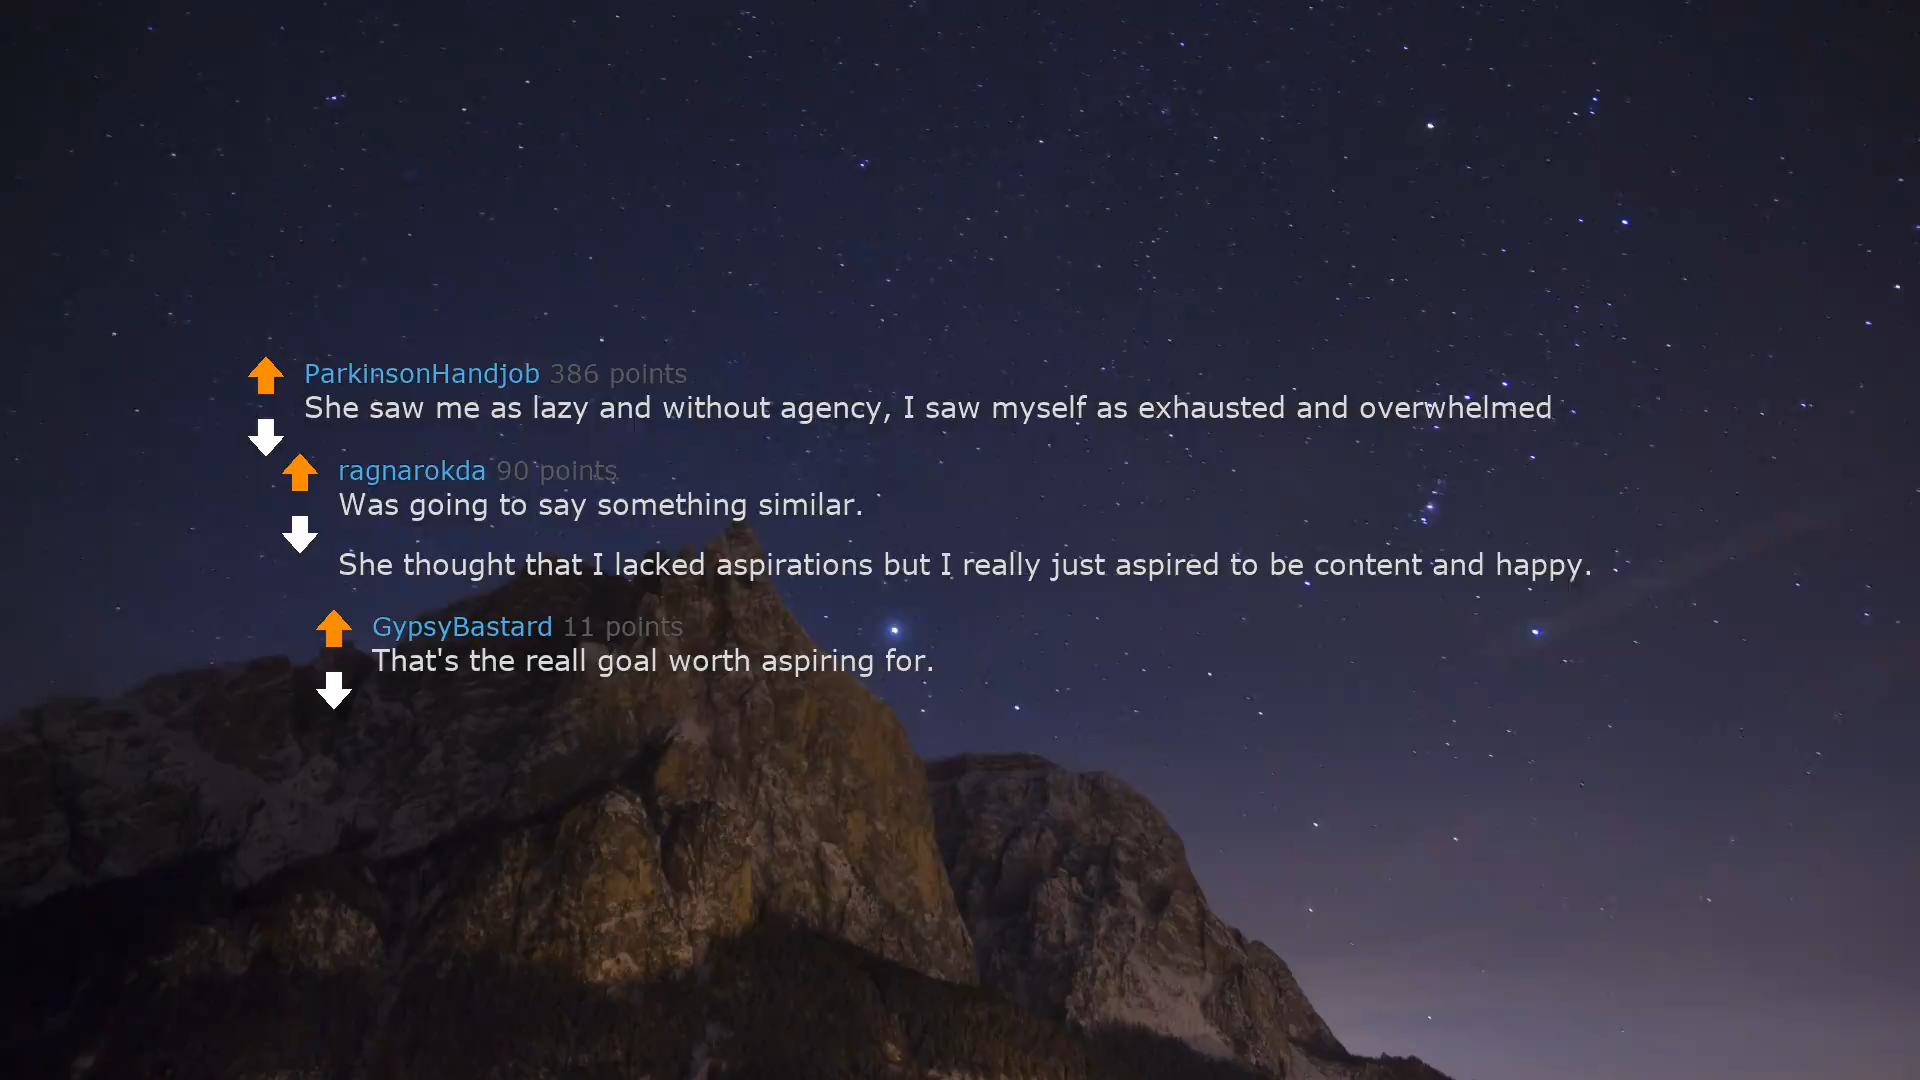 ParkinsonHandjob 386 points
She saw me as lazy and without agency, I saw myself as exhausted and overwhelmed
ragnarokda 90 points
Was going to say something similar.
She thought that I lacked aspirations but I really just aspired to be content and happy.
GypsyBastard 11 points
That's the reall goal worth aspiring for.